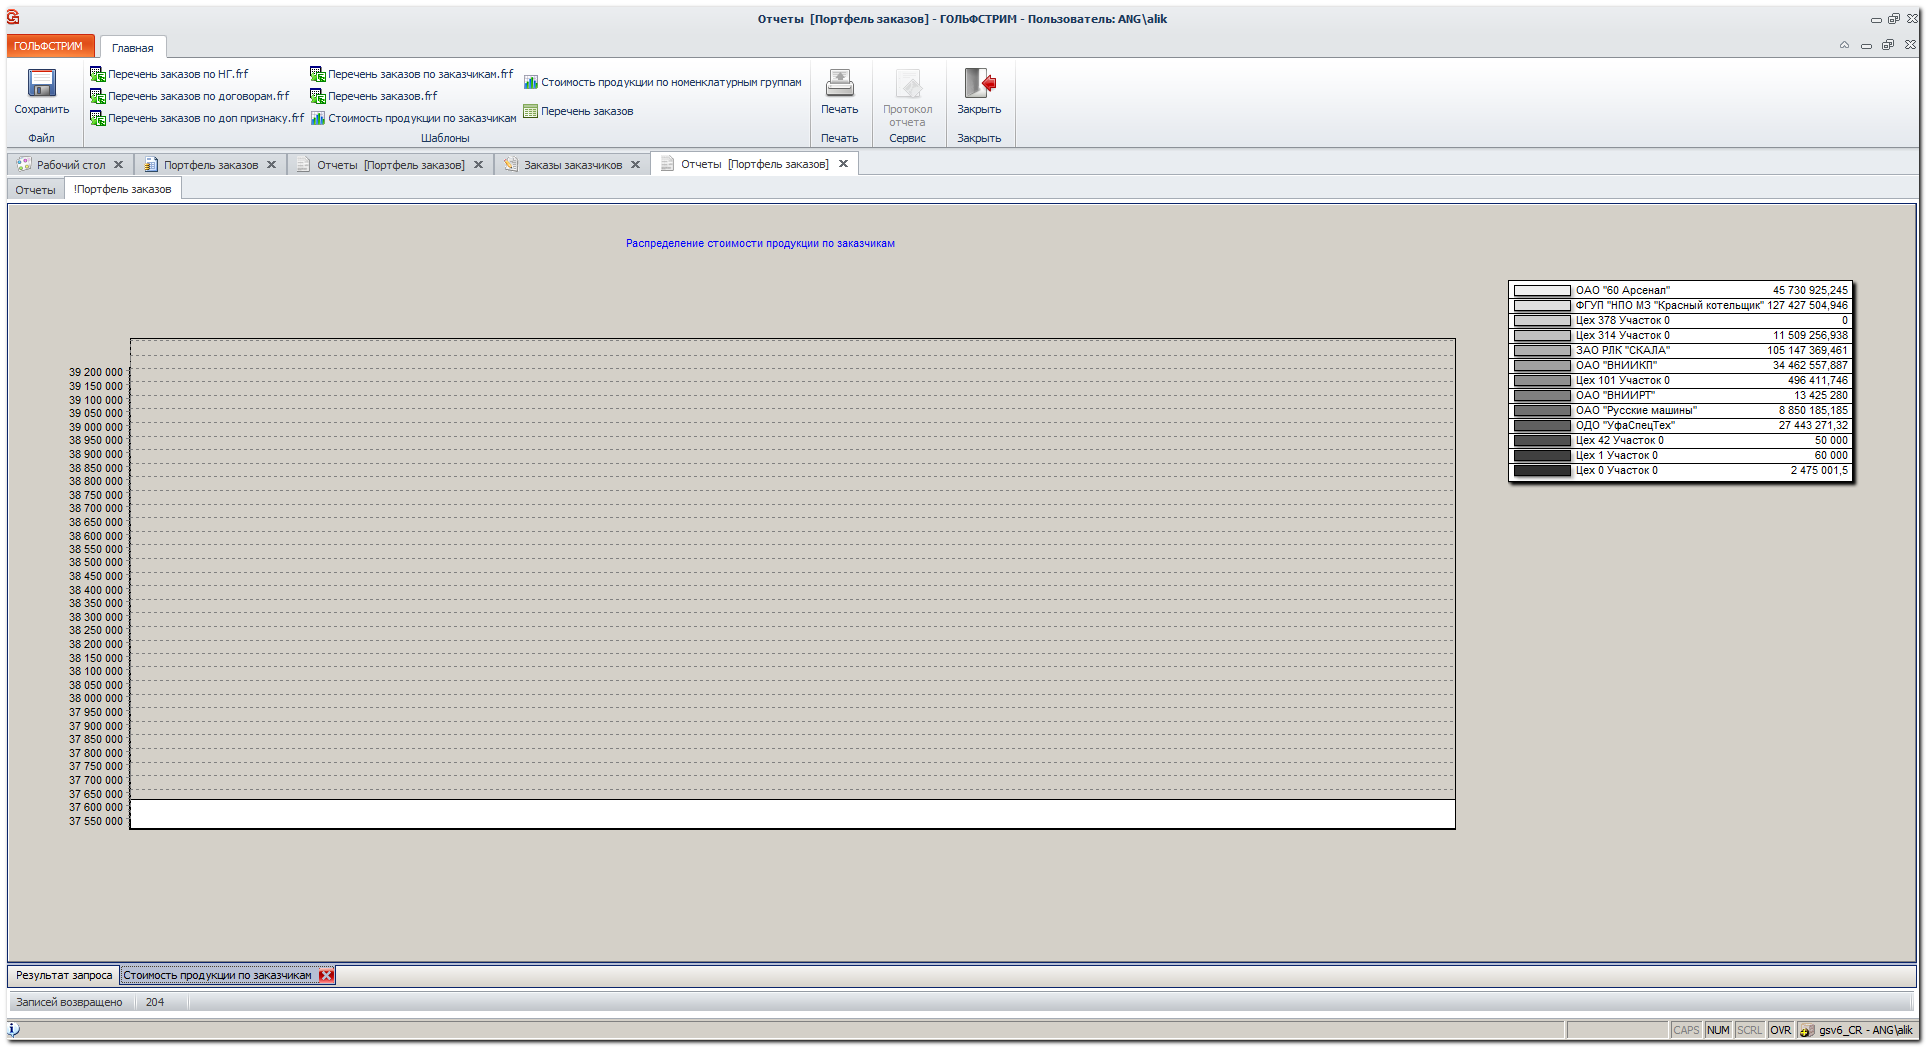 Отчеты [Портфель заказов] - ГОЛЬФСТРИМ - Пользователь: ANG\alik
ГОЛЬФСТРИМ Главная
Сохранить
Файл
Перечень заказов по НГ.frf
Перечень заказов по договорам.frf
Перечень заказов по доп признаку.frf
Перечень заказов по заказчикам.frf
Перечень заказов.frf
Стоимость продукции по заказчикам
Стоимость продукции по номенклатурным группам
Перечень заказов
Шаблоны
Печать
Печать
Протокол
отчета
Сервис
Закрыть
Закрыть
Рабочий стол Портфель заказов Отчеты [Портфель заказов] Заказы заказчиков Отчеты [Портфель заказов]
Отчеты !Портфель заказов
Распределение стоимости продукции по заказчикам
ОАО "60 Арсенал" 45 730 925,245
ФГУП "НПО МЗ "Красный котельщик" 127 427 504,946
Цех 378 Участок 0 0
Цех 314 Участок 0 11 509 256,938
ЗАО РЛК "СКАЛА" 105 147 369,461
ОАО "ВНИИКП" 34 462 557,887
Цех 101 Участок 0 496 411,746
ОАО "ВНИИРТ" 13 425 280
ОАО "Русские машины" 8 850 185,185
ОДО "УфаСпецТех" 27 443 271,32
Цех 42 Участок 0 50 000
Цех 1 Участок 0 60 000
Цех 0 Участок 0 2 475 001,5
39 200 000
39 150 000
39 100 000
39 050 000
39 000 000
38 950 000
38 900 000
38 850 000
38 800 000
38 750 000
38 700 000
38 650 000
38 600 000
38 550 000
38 500 000
38 450 000
38 400 000
38 350 000
38 300 000
38 250 000
38 200 000
38 150 000
38 100 000
38 050 000
38 000 000
37 950 000
37 900 000
37 850 000
37 800 000
37 750 000
37 700 000
37 650 000
37 600 000
37 550 000
Результат запроса Стоимость продукции по заказчикам
Записей возвращено 204
CAPS NUM SCRL OVR gsv6_CR - ANG\alik